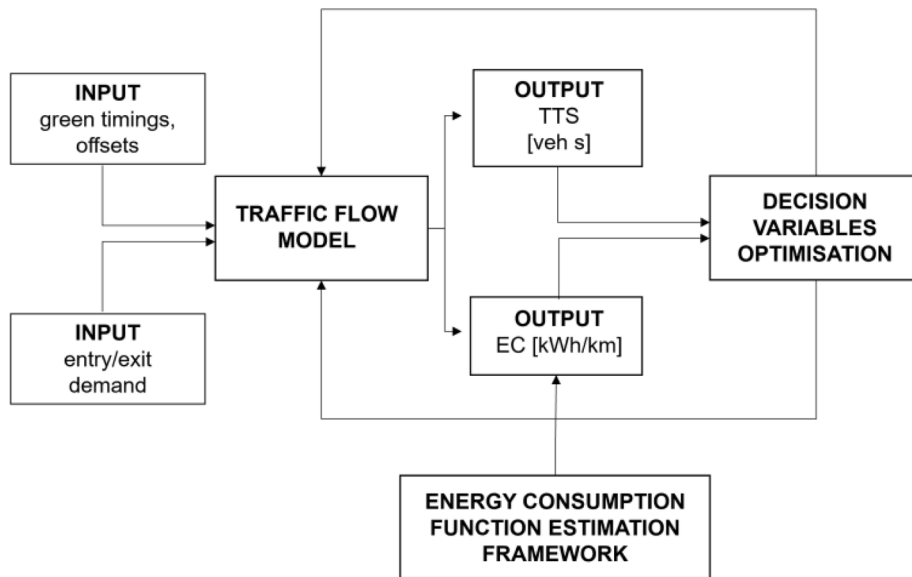 INPUT
green timings,
offsets
INPUT
entry/exit
demand
TRAFFIC FLOW
MODEL
OUTPUT
TTS
[veh s]
OUTPUT
EC [kWh/km]
DECISION
VARIABLES
OPTIMISATION
ENERGY CONSUMPTION
FUNCTION ESTIMATION
FRAMEWORK